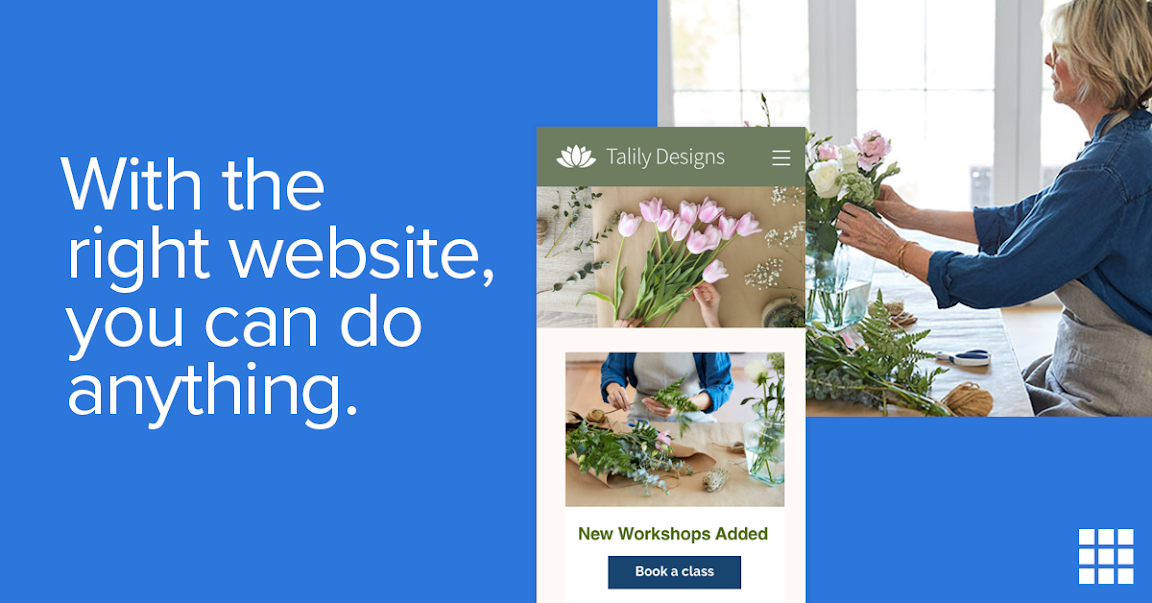 With the
right website,
you can do
anything.
Talily Designs
New Workshops Added
Book a class